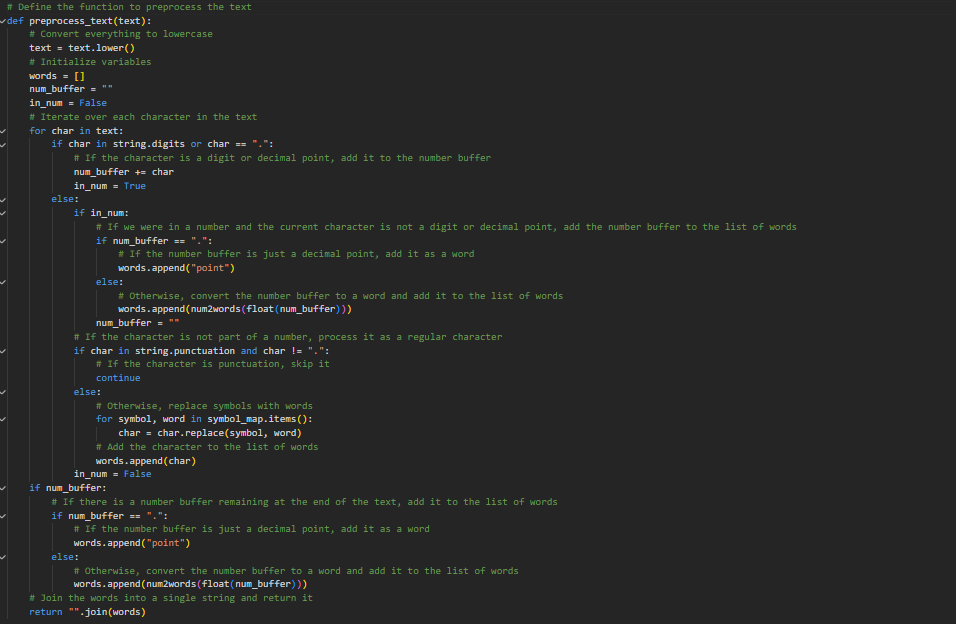 # Define the function to preprocess the text
def preprocess_text(text):
    # Convert everything to lowercase
    text = text.lower()
    # Initialize variables
    words = []
    num_buffer = ""
    in_num = False
    # Iterate over each character in the text
    for char in text:
        if char in string.digits or char == ".":
            # If the character is a digit or decimal point, add it to the number buffer
            num_buffer += char
            in_num = True
        else:
            if in_num:
                # If we were in a number and the current character is not a digit or decimal point, add the number buffer to the list of words
                if num_buffer == ".":
                    # If the number buffer is just a decimal point, add it as a word
                    words.append("point")
                else:
                    # Otherwise, convert the number buffer to a word and add it to the list of words
                    words.append(num2words(float(num_buffer)))
                num_buffer = ""
            # If the character is not part of a number, process it as a regular character
            if char in string.punctuation and char != ".":
                # If the character is punctuation, skip it
                continue
            else:
                # Otherwise, replace symbols with words
                for symbol, word in symbol_map.items():
                    char = char.replace(symbol, word)
                # Add the character to the list of words
                words.append(char)
            in_num = False
    if num_buffer:
        # If there is a number buffer remaining at the end of the text, add it to the list of words
        if num_buffer == ".":
            # If the number buffer is just a decimal point, add it as a word
            words.append("point")
        else:
            # Otherwise, convert the number buffer to a word and add it to the list of words
            words.append(num2words(float(num_buffer)))
    # Join the words into a single string and return it
    return "".join(words)